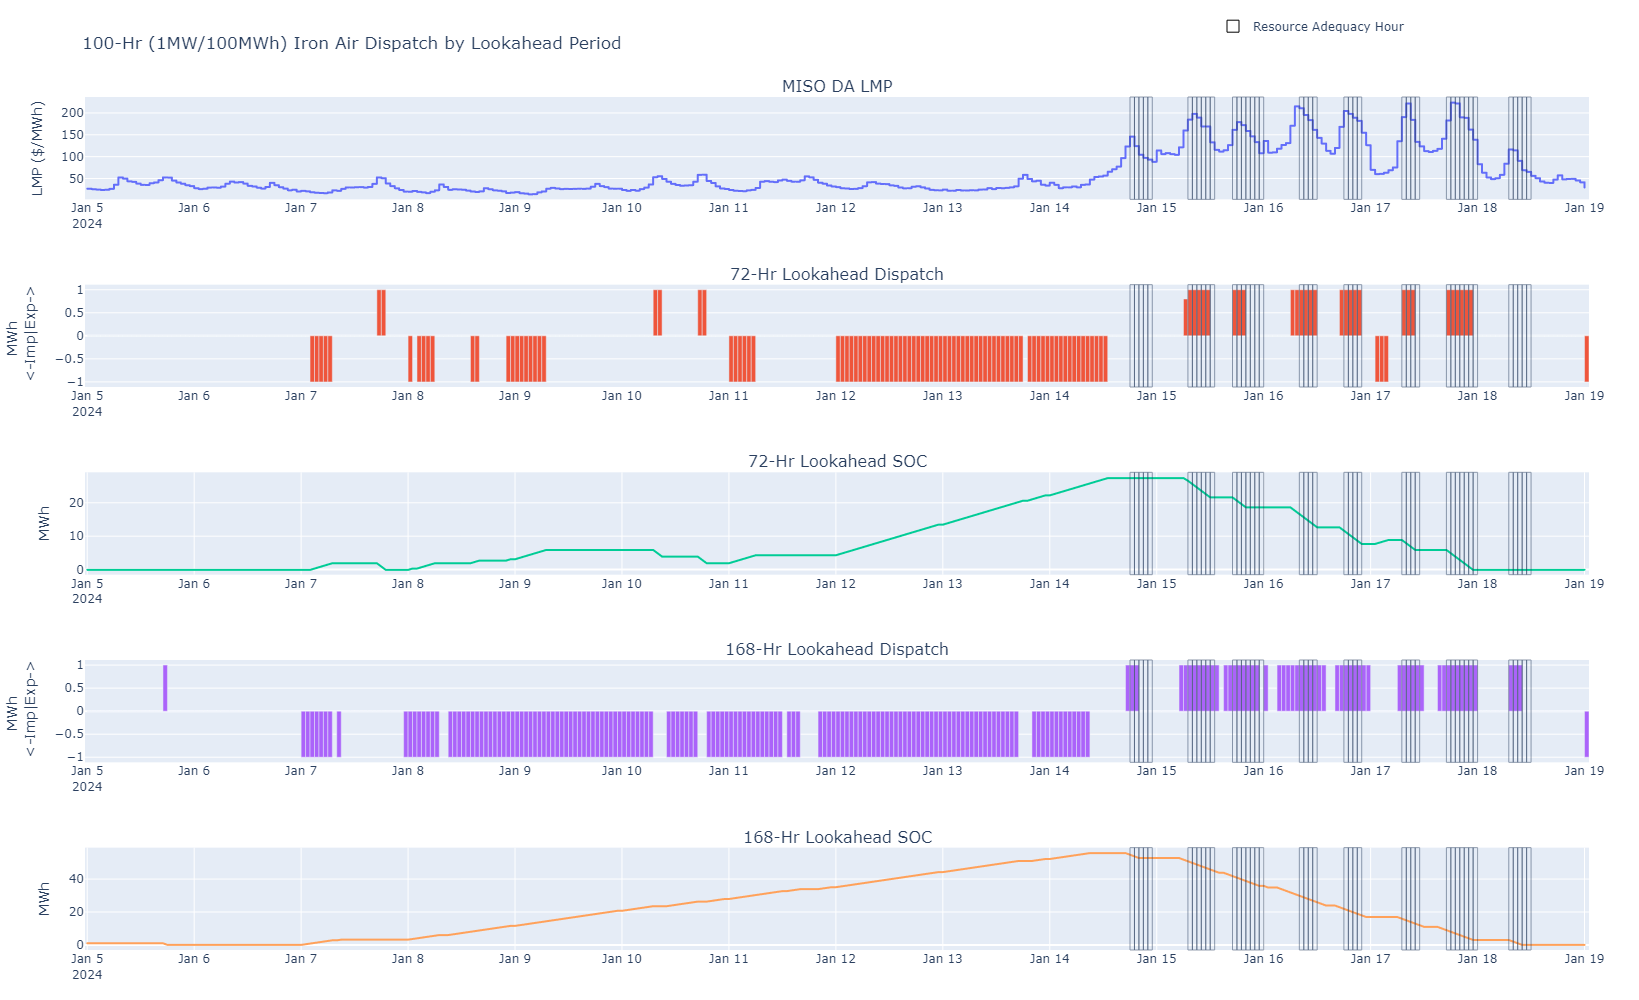 Resource Adequacy Hour
100-Hr (1MW/100MWh) Iron Air Dispatch by Lookahead Period
MISO DA LMP
LMP ($/MWh)
200
150
100
50
Jan 5 Jan 6 Jan 7 Jan 8 Jan 9 Jan 10 Jan 11 Jan 12 Jan 13 Jan 14 Jan 15 Jan 16 Jan 17 Jan 18 Jan 19
2024
72-Hr Lookahead Dispatch
MWh
<-Imp|Exp->
1
0.5
0
−0.5
−1
Jan 5 Jan 6 Jan 7 Jan 8 Jan 9 Jan 10 Jan 11 Jan 12 Jan 13 Jan 14 Jan 15 Jan 16 Jan 17 Jan 18 Jan 19
2024
72-Hr Lookahead SOC
MWh
20
10
0
Jan 5 Jan 6 Jan 7 Jan 8 Jan 9 Jan 10 Jan 11 Jan 12 Jan 13 Jan 14 Jan 15 Jan 16 Jan 17 Jan 18 Jan 19
2024
168-Hr Lookahead Dispatch
MWh
<-Imp|Exp->
1
0.5
0
−0.5
−1
Jan 5 Jan 6 Jan 7 Jan 8 Jan 9 Jan 10 Jan 11 Jan 12 Jan 13 Jan 14 Jan 15 Jan 16 Jan 17 Jan 18 Jan 19
2024
168-Hr Lookahead SOC
MWh
40
20
0
Jan 5 Jan 6 Jan 7 Jan 8 Jan 9 Jan 10 Jan 11 Jan 12 Jan 13 Jan 14 Jan 15 Jan 16 Jan 17 Jan 18 Jan 19
2024